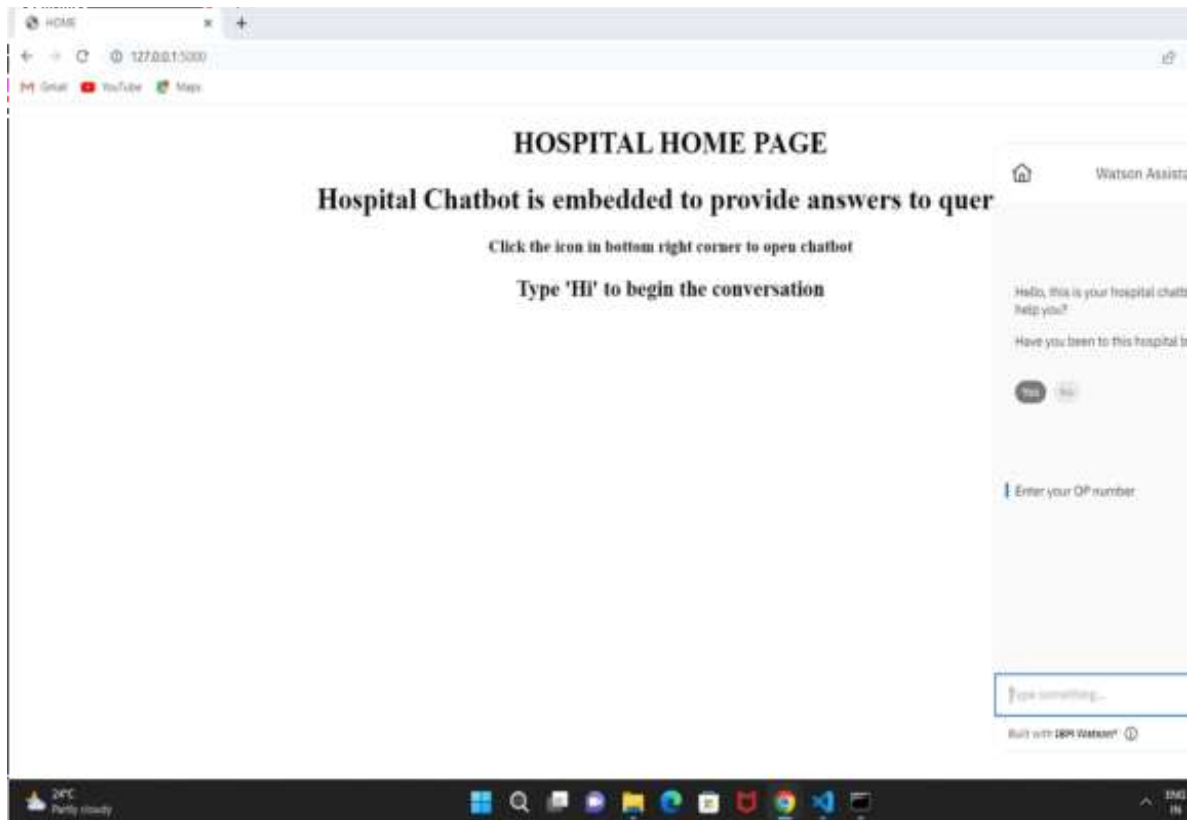 HOME
127.0.0.1:5000
Gmail YouTube Maps
HOSPITAL HOME PAGE
Hospital Chatbot is embedded to provide answers to quer
Click the icon in bottom right corner to open chatbot
Type 'Hi' to begin the conversation
Watson Assista
Hello, this is your hospital chatb
help you?
Have you been to this hospital b
Yes No
Enter your OP number
Type something...
Built with IBM Watson®
24°C
Partly cloudy
ENG
IN